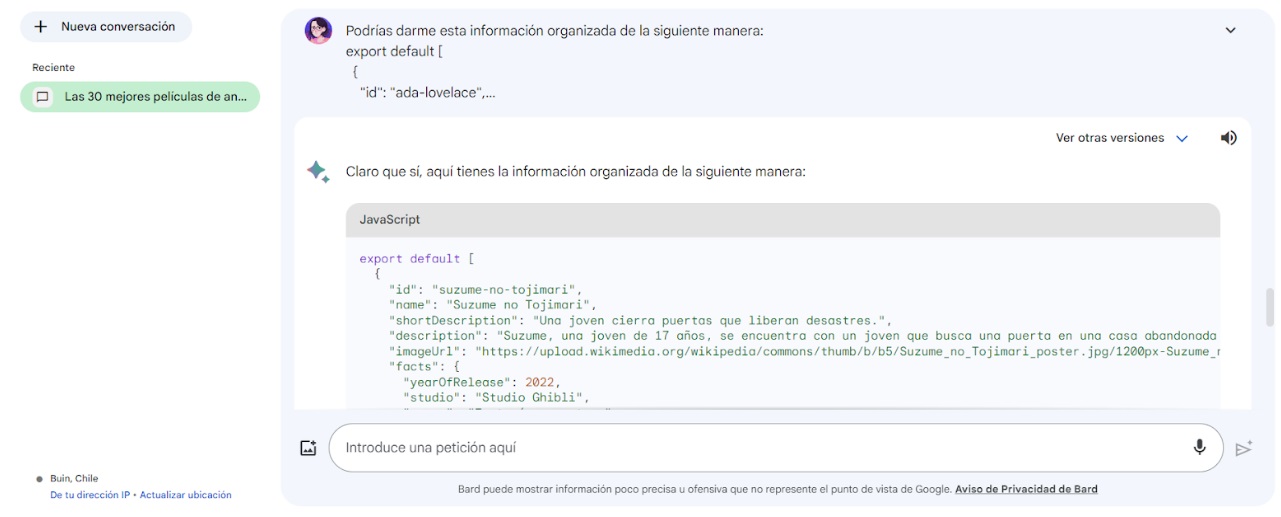 Nueva conversación
Reciente
Las 30 mejores películas de an...
Podrías darme esta información organizada de la siguiente manera:
export default [
{
"id": "ada-lovelace",...
Ver otras versiones
Claro que sí, aquí tienes la información organizada de la siguiente manera:
JavaScript
export default [
{
"id": "suzume-no-tojimari",
"name": "Suzume no Tojimari",
"shortDescription": "Una joven cierra puertas que liberan desastres.",
"description": "Suzume, una joven de 17 años, se encuentra con un joven que busca una puerta en una casa abandonada
"imageUrl": "https://upload.wikimedia.org/wikipedia/commons/thumb/b/b5/Suzume_no_Tojimari_poster.jpg/1200px-Suzume_
"facts": {
"yearOfRelease": 2022,
"studio": "Studio Ghibli",
Introduce una petición aquí
Buin, Chile
De tu dirección IP • Actualizar ubicación
Bard puede mostrar información poco precisa u ofensiva que no represente el punto de vista de Google. Aviso de Privacidad de Bard